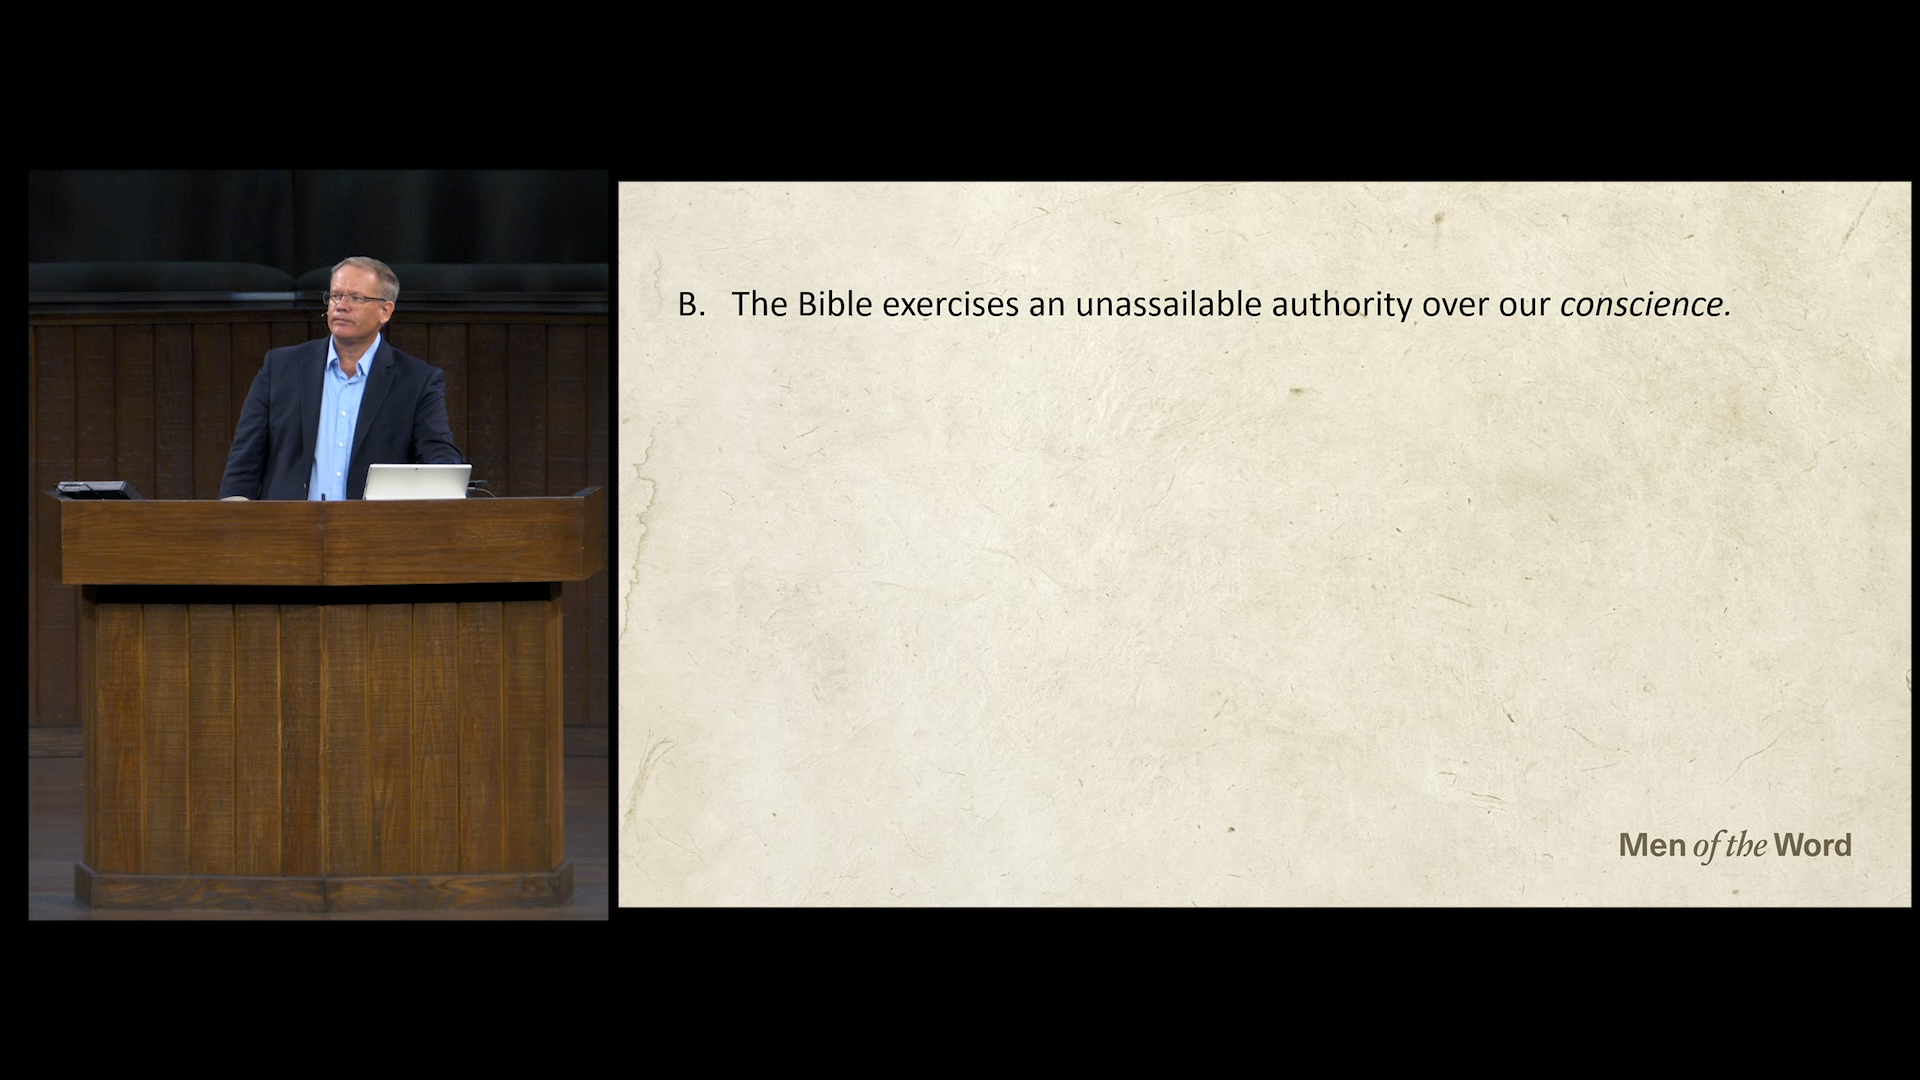 B. The Bible exercises an unassailable authority over our conscience.
Men of the Word